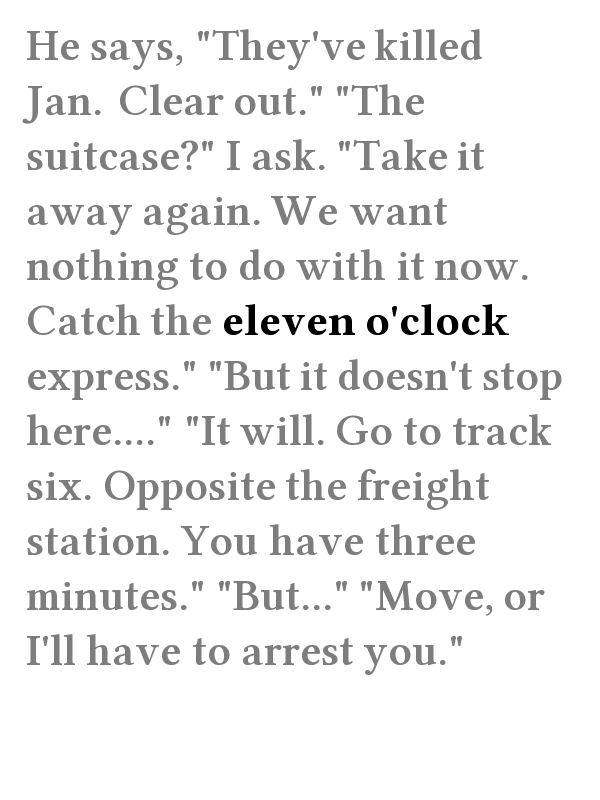 He says, "They've killed
Jan. Clear out." "The
suitcase?" I ask. "Take it
away again. We want
nothing to do with it now.
Catch the eleven o'clock
express." "But it doesn't stop
here...." "It will. Go to track
six. Opposite the freight
station. You have three
minutes." "But..." "Move, or
I'll have to arrest you."